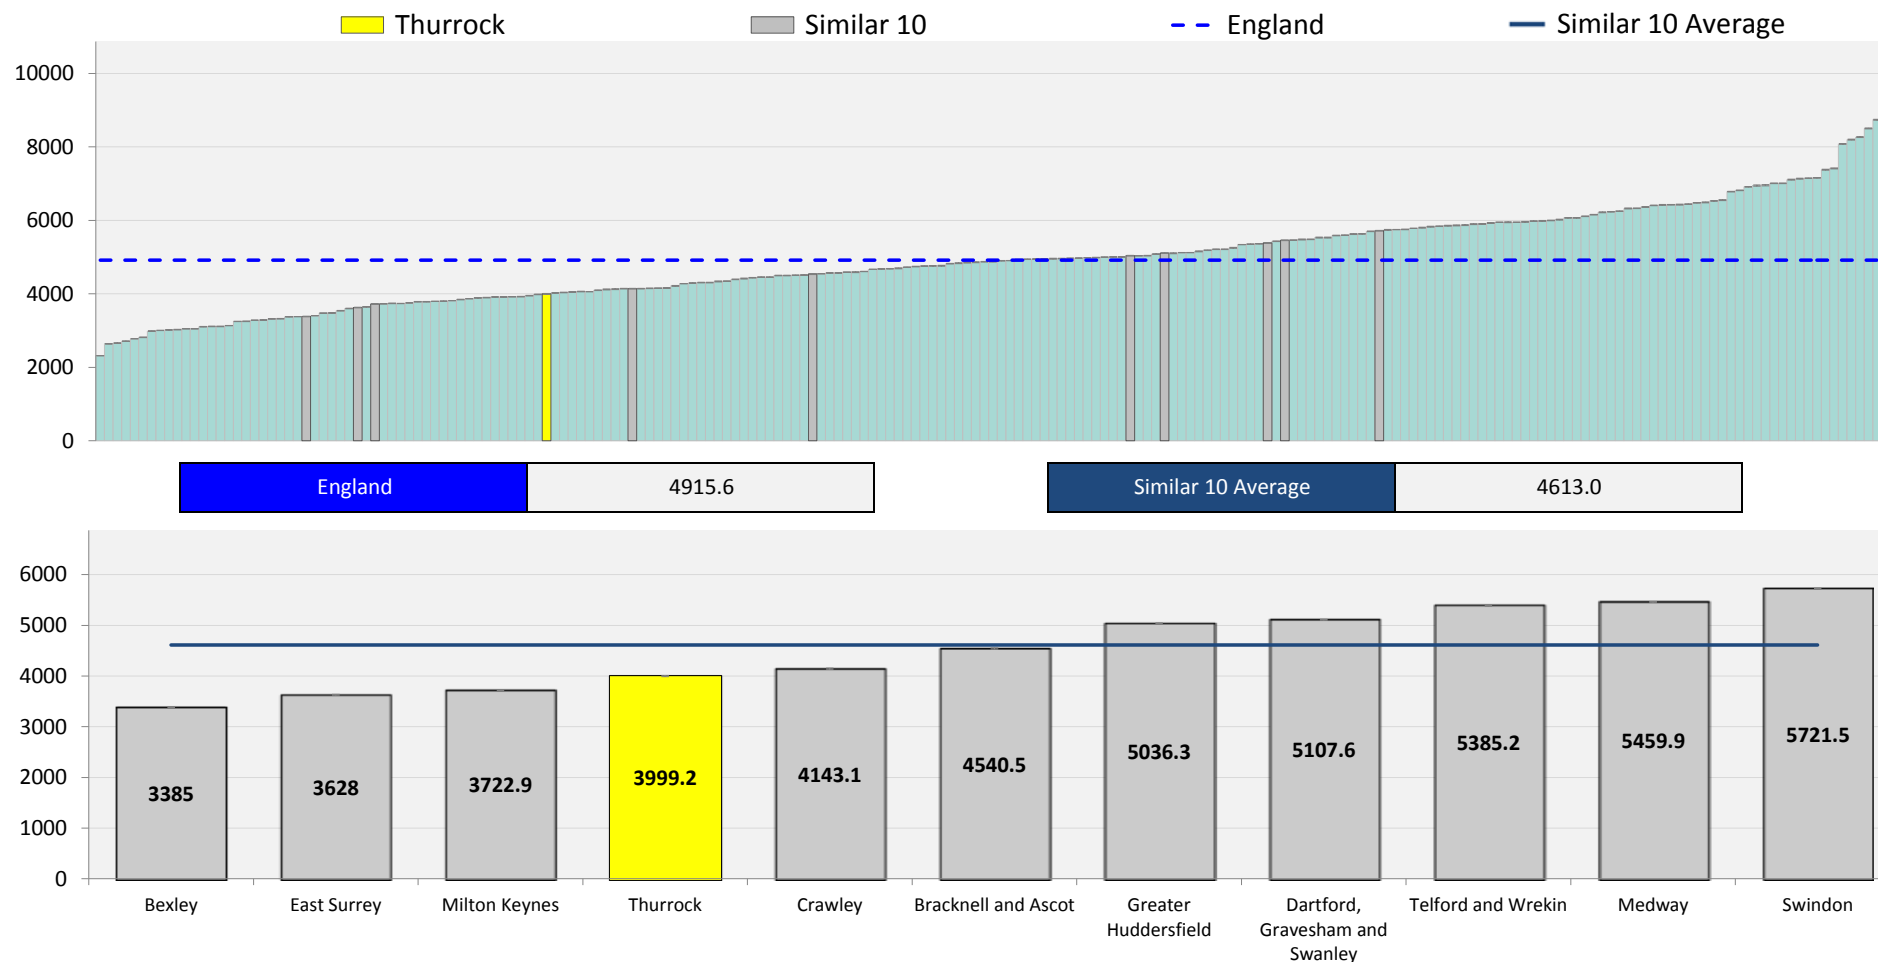 Thurrock
Similar 10
England
Similar 10 Average
10000
8000
6000
4000
2000
0
England
4915.6
Similar 10 Average
4613.0
6000
5000
4000
3000
2000
1000
0
3385
3628
3722.9
3999.2
4143.1
4540.5
5036.3
5107.6
5385.2
5459.9
5721.5
Bexley
East Surrey
Milton Keynes
Thurrock
Crawley
Bracknell and Ascot
Greater
Huddersfield
Dartford,
Gravesham and
Swanley
Telford and Wrekin
Medway
Swindon